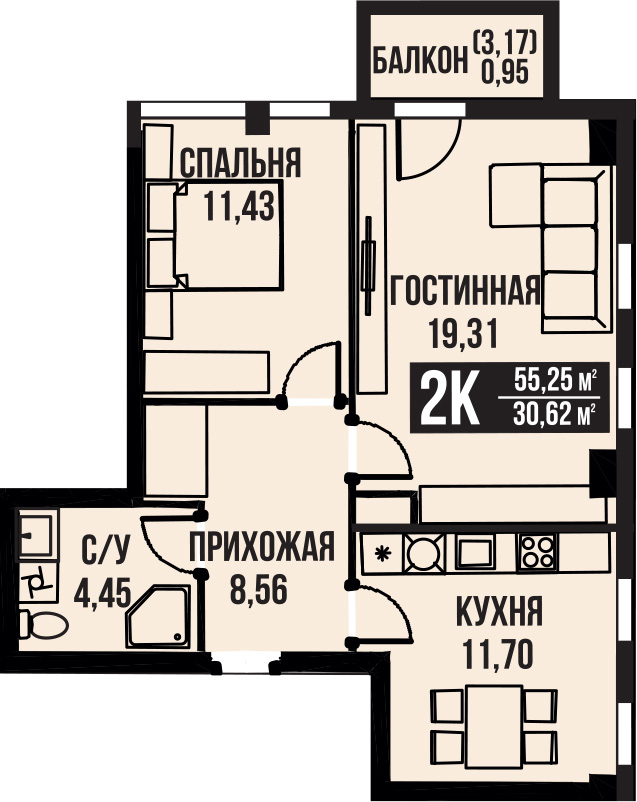 БАЛКОН (3,17)
0,95
СПАЛЬНЯ
11,43
ГОСТИННАЯ
19,31
2К
55,25 м²
30,62 м²
С/У
4,45
ПРИХОЖАЯ
8,56
КУХНЯ
11,70